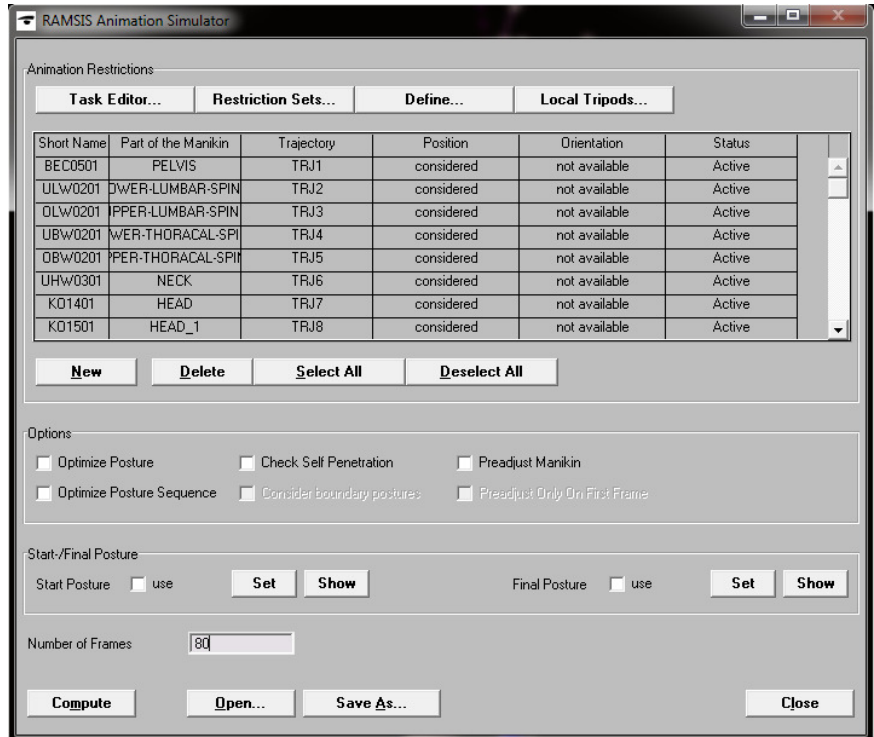 RAMSIS Animation Simulator
Animation Restrictions
Task Editor... Restriction Sets... Define... Local Tripods...
Short Name Part of the Manikin Trajectory Position Orientation Status
BEC0501 PELVIS TRJ1 considered not available Active
ULW0201 OWER-LUMBAR-SPIN TRJ2 considered not available Active
OLW0201 IPPER-LUMBAR-SPIN TRJ3 considered not available Active
UBW0201 WER-THORACAL-SPI TRJ4 considered not available Active
OBW0201 PPER-THORACAL-SPIN TRJ5 considered not available Active
UHW0301 NECK TRJ6 considered not available Active
KO1401 HEAD TRJ7 considered not available Active
KO1501 HEAD_1 TRJ8 considered not available Active
New Delete Select All Deselect All
Options
Optimize Posture Check Self Penetration Preadjust Manikin
Optimize Posture Sequence Consider boundary postures Preadjust Only On First Frame
Start-/Final Posture
Start Posture use Set Show Final Posture use Set Show
Number of Frames 80
Compute Open... Save As... Close